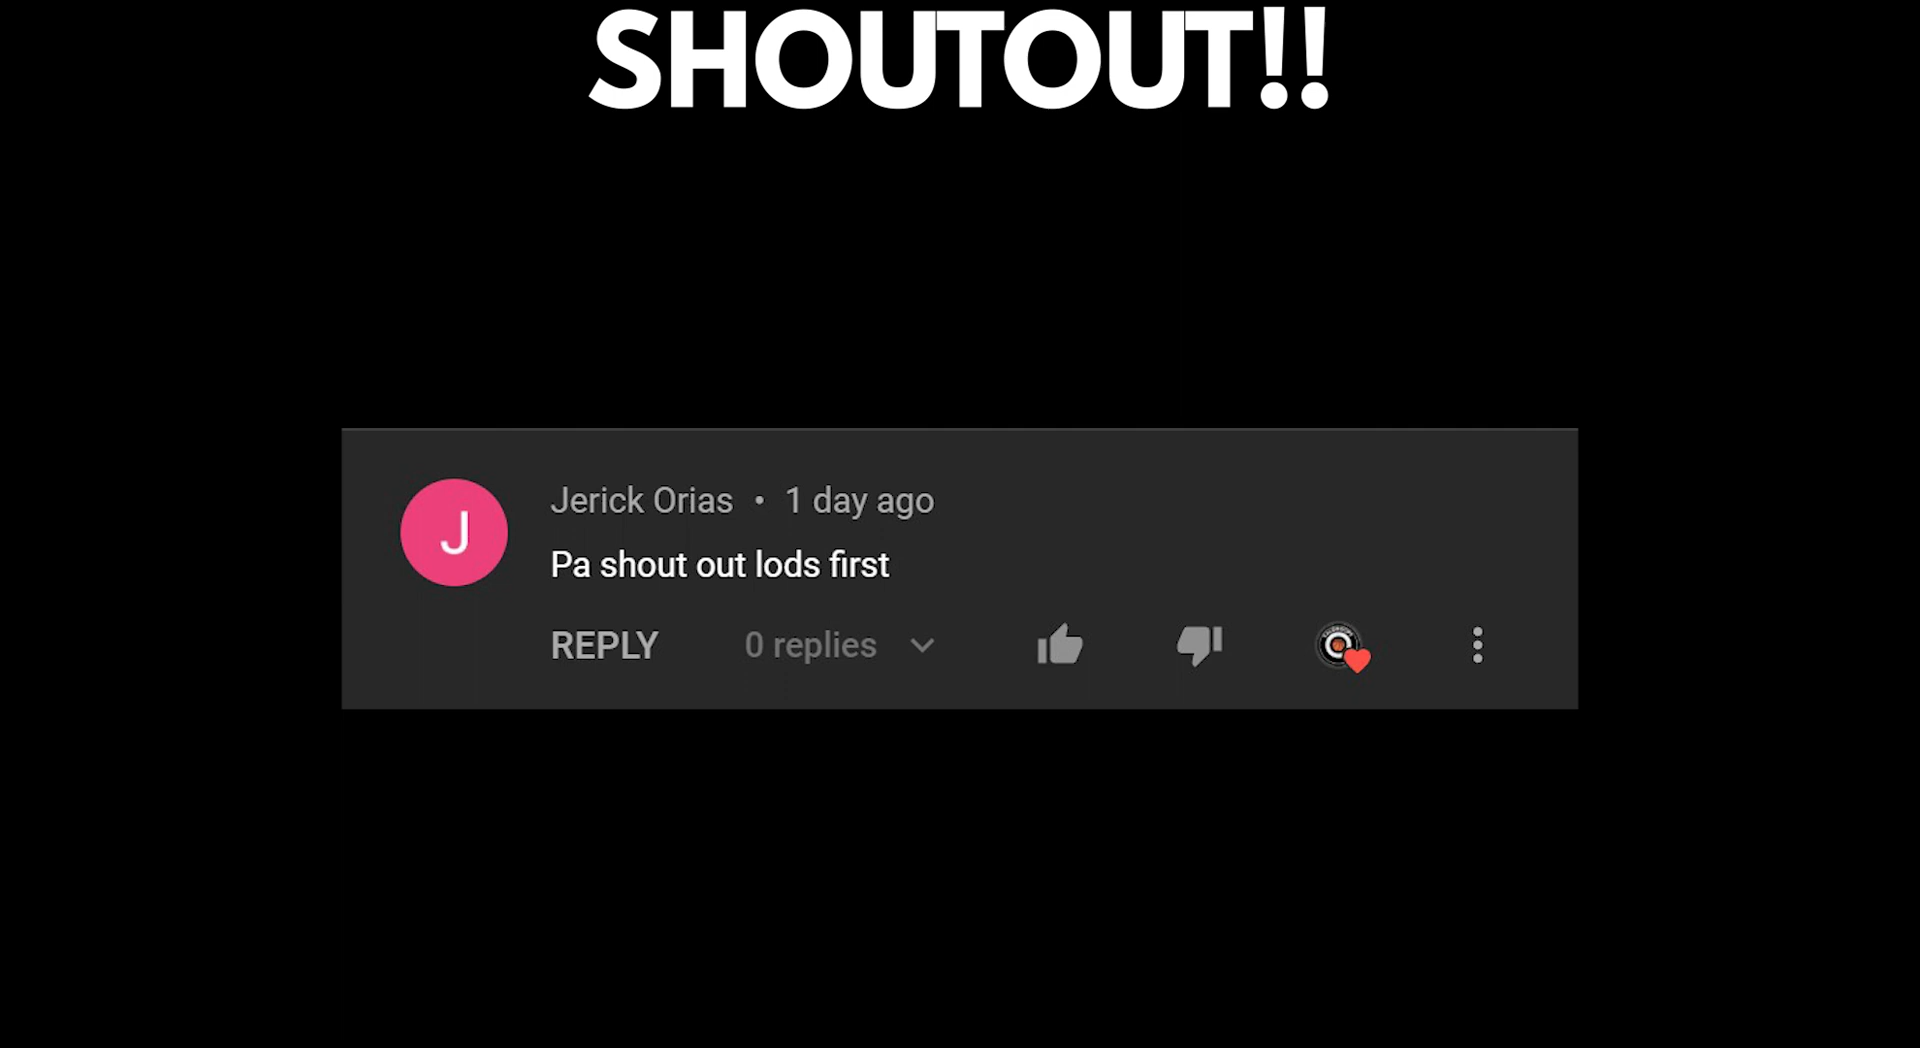 SHOUTOUT!!
J
Jerick Orias • 1 day ago
Pa shout out lods first
REPLY 0 replies